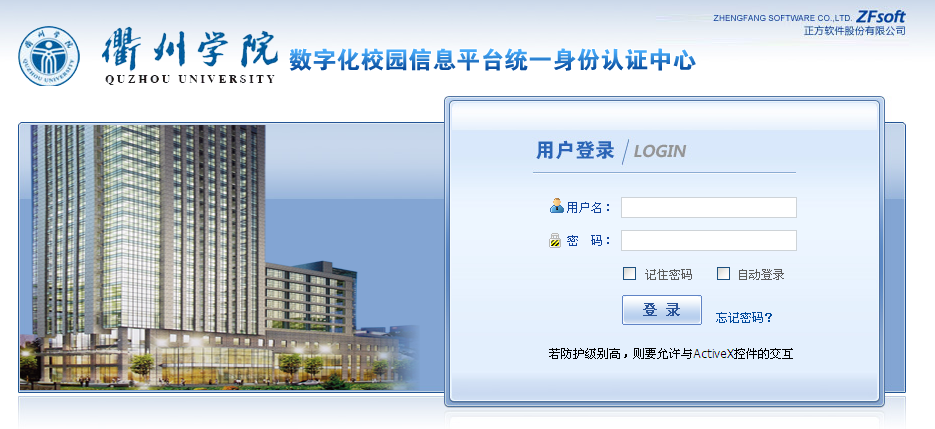 ZHENGFANG SOFTWARE CO.,LTD. ZFsoft
正方软件股份有限公司
衢州学院
QUZHOU UNIVERSITY
数字化校园信息平台统一身份认证中心
用户登录 / LOGIN
用户名：
密 码：
记住密码 自动登录
登 录 忘记密码?
若防护级别高，则要允许与ActiveX控件的交互